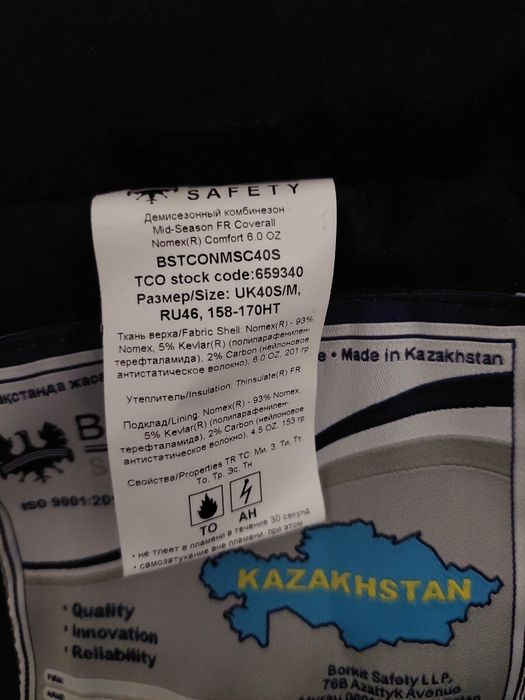 SAFETY
Демисезонный комбинезон
Mid-Season FR Coverall
Nomex(R) Comfort 6.0 OZ
BSTCONMSC40S
TCO stock code:659340
Размер/Size: UK40S/M,
RU46, 158-170HT
Ткань верха/Fabric Shell: Nomex(R) - 93%
Nomex, 5% Kevlar(R) (полипарафенилен-
терефталамида), 2% Carbon (нейлоновое
антистатическое волокно). 6.0 OZ. 201 гр
Утеплитель/Insulation: Thinsulate(R) FR
Подклад/Lining: Nomex(R) - 93% Nomex,
5% Kevlar(R) (полипарафенилен-
терефталамида), 2% Carbon (нейлоновое
антистатическое волокно). 4.5 OZ. 153 гр
Свойства/Properties TR TC: Ми. З. Ти. Тт.
То. Тр. Эс. Тн
ТО АН
• не тлеет в пламени в течение 30 секунд
• самозатухание вне пламени, при этом
e • Made in Kazakhstan
ақстанда жаса
B
S
ISO 9001:20
KAZAKHSTAN
• Quality
• Innovation
• Reliability
Borkit Safety LLP,
76B Azattyk Avenue